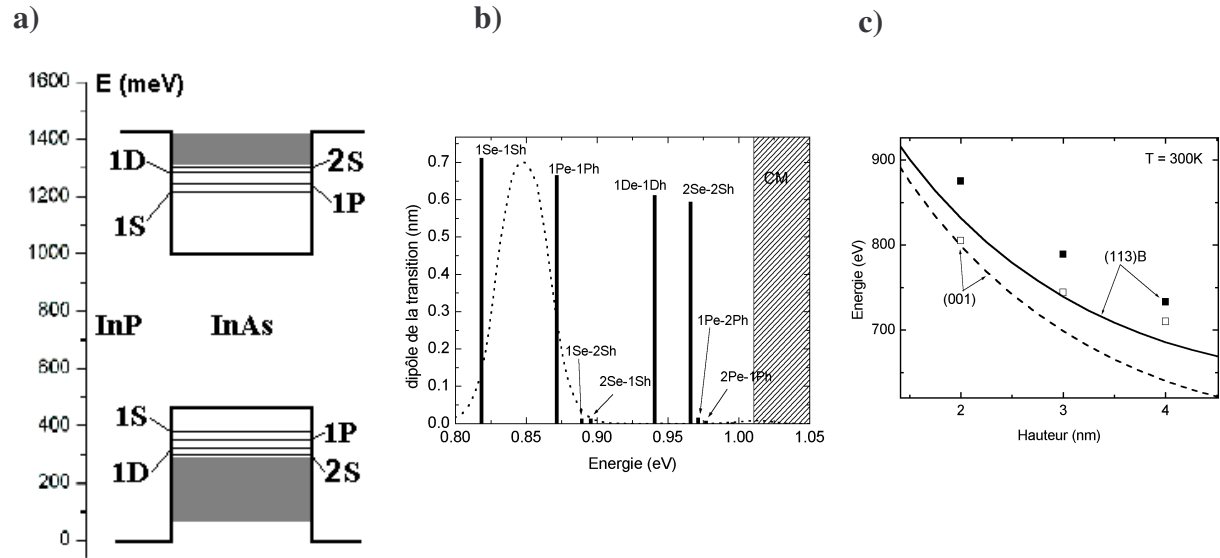 a)
b)
c)
E (meV)
1600
1400
1200
1000
800
600
400
200
0
1D
2S
1S
1P
InP
InAs
1S
1P
1D
2S
dipôle de la transition (nm)
0.7
0.6
0.5
0.4
0.3
0.2
0.1
0.0
1Se-1Sh
1Pe-1Ph
1De-1Dh
2Se-2Sh
CM
1Se-2Sh
2Se-1Sh
1Pe-2Ph
2Pe-1Ph
0.80 0.85 0.90 0.95 1.00 1.05
Energie (eV)
Energie (eV)
900
800
700
T = 300K
(113)B
(001)
2 3 4
Hauteur (nm)